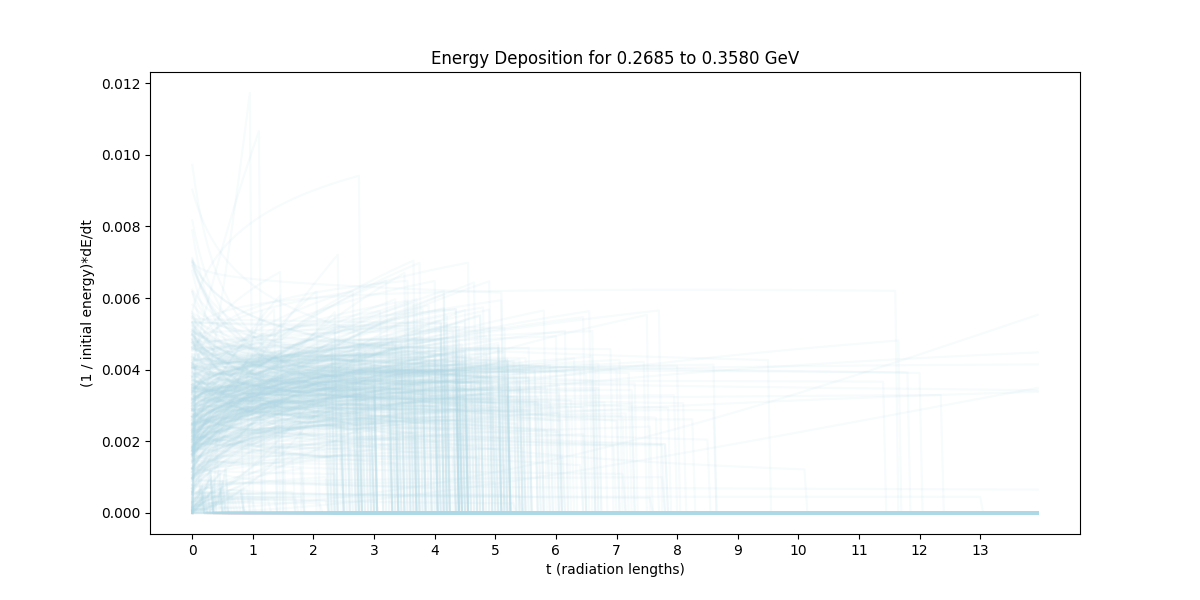 Energy Deposition for 0.2685 to 0.3580 GeV
0.012
0.010
0.008
0.006
0.004
0.002
0.000
(1 / initial energy)*dE/dt
0 1 2 3 4 5 6 7 8 9 10 11 12 13
t (radiation lengths)